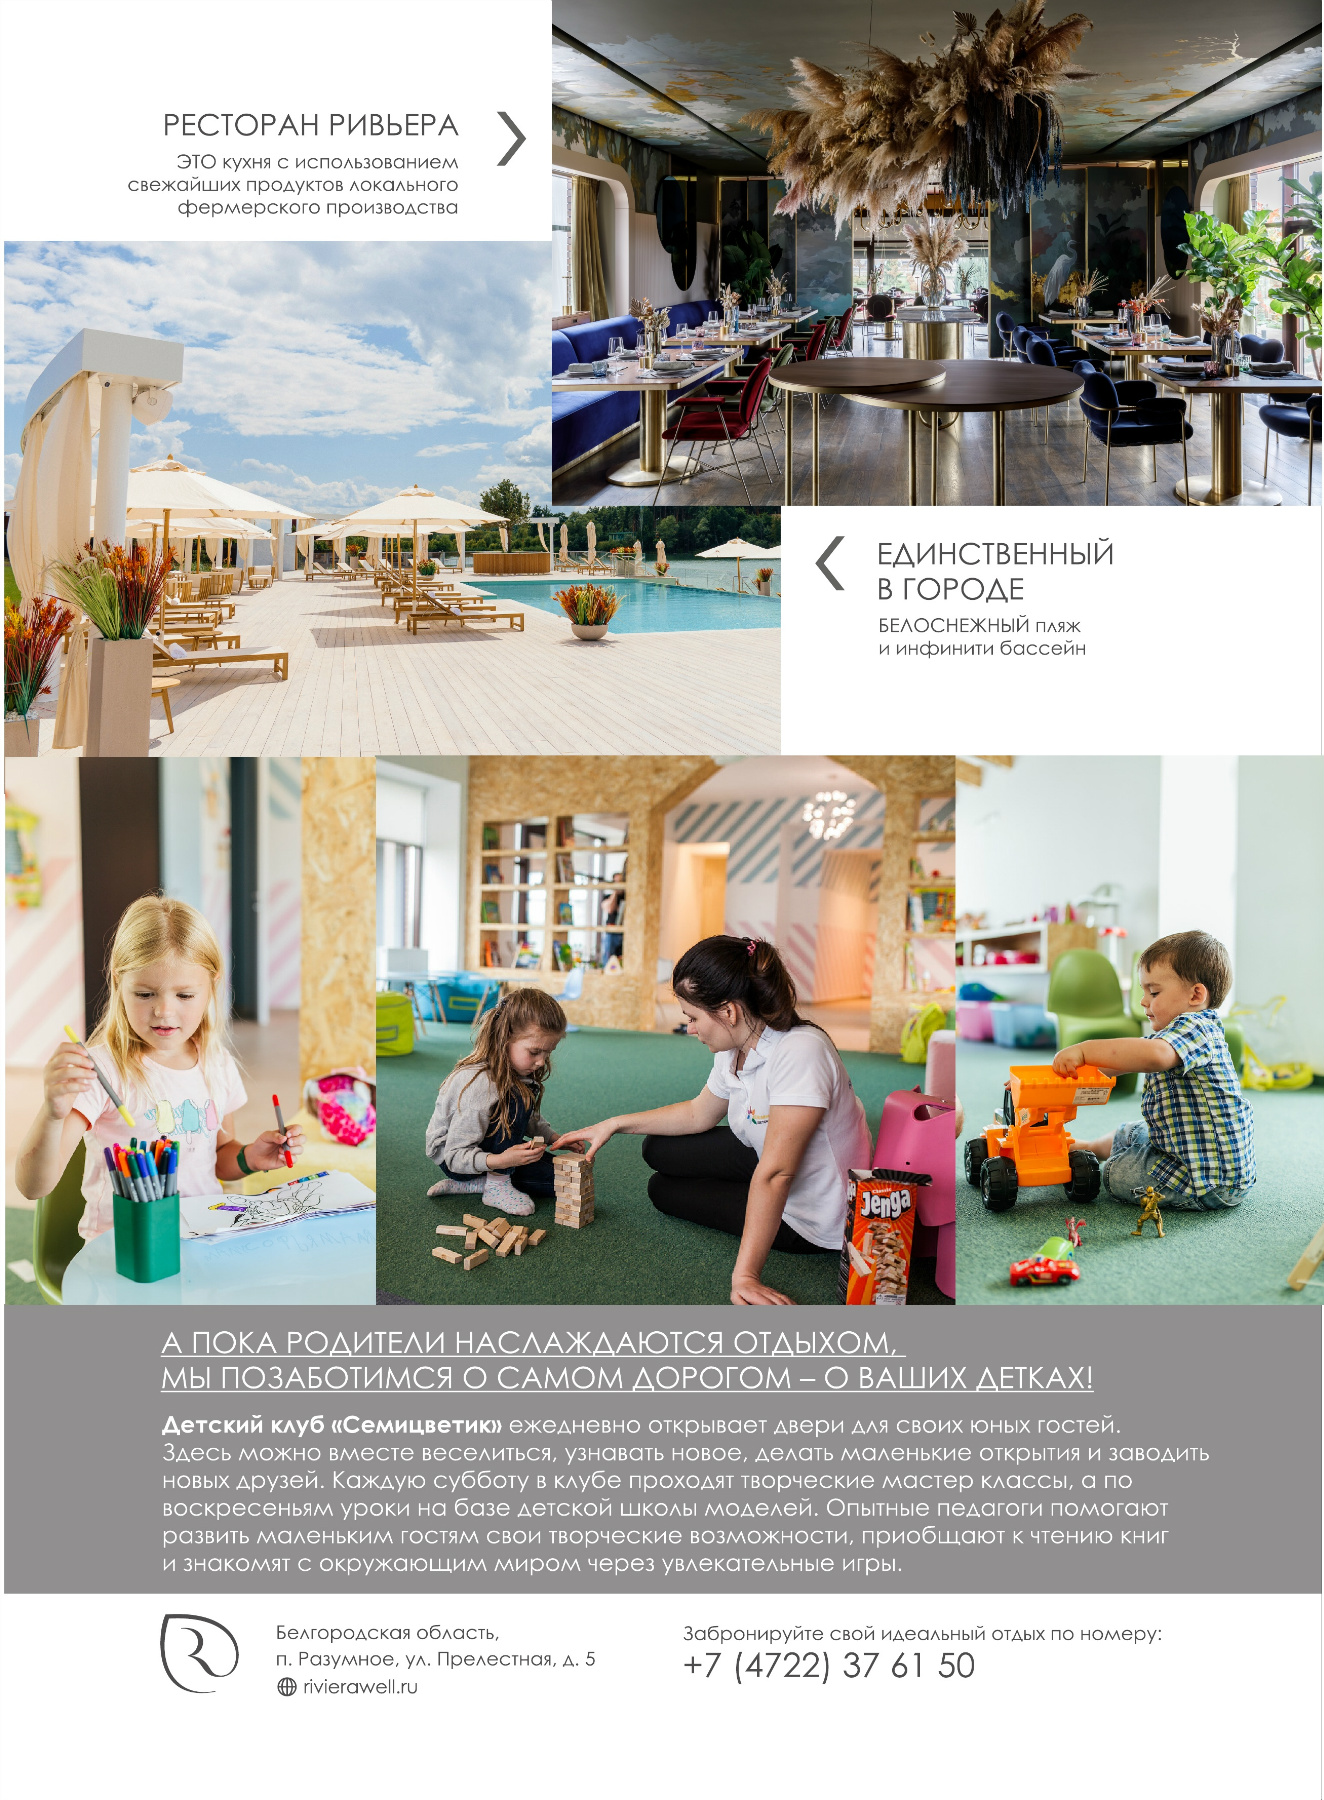 РЕСТОРАН РИВЬЕРА
ЭТО кухня с использованием
свежайших продуктов локального
фермерского производства
ЕДИНСТВЕННЫЙ
В ГОРОДЕ
БЕЛОСНЕЖНЫЙ пляж
и инфинити бассейн
Jenga
А ПОКА РОДИТЕЛИ НАСЛАЖДАЮТСЯ ОТДЫХОМ,
МЫ ПОЗАБОТИМСЯ О САМОМ ДОРОГОМ – О ВАШИХ ДЕТКАХ!
Детский клуб «Семицветик» ежедневно открывает двери для своих юных гостей.
Здесь можно вместе веселиться, узнавать новое, делать маленькие открытия и заводить
новых друзей. Каждую субботу в клубе проходят творческие мастер классы, а по
воскресеньям уроки на базе детской школы моделей. Опытные педагоги помогают
развить маленьким гостям свои творческие возможности, приобщают к чтению книг
и знакомят с окружающим миром через увлекательные игры.
R
Белгородская область,
п. Разумное, ул. Прелестная, д. 5
rivierawell.ru
Забронируйте свой идеальный отдых по номеру:
+7 (4722) 37 61 50